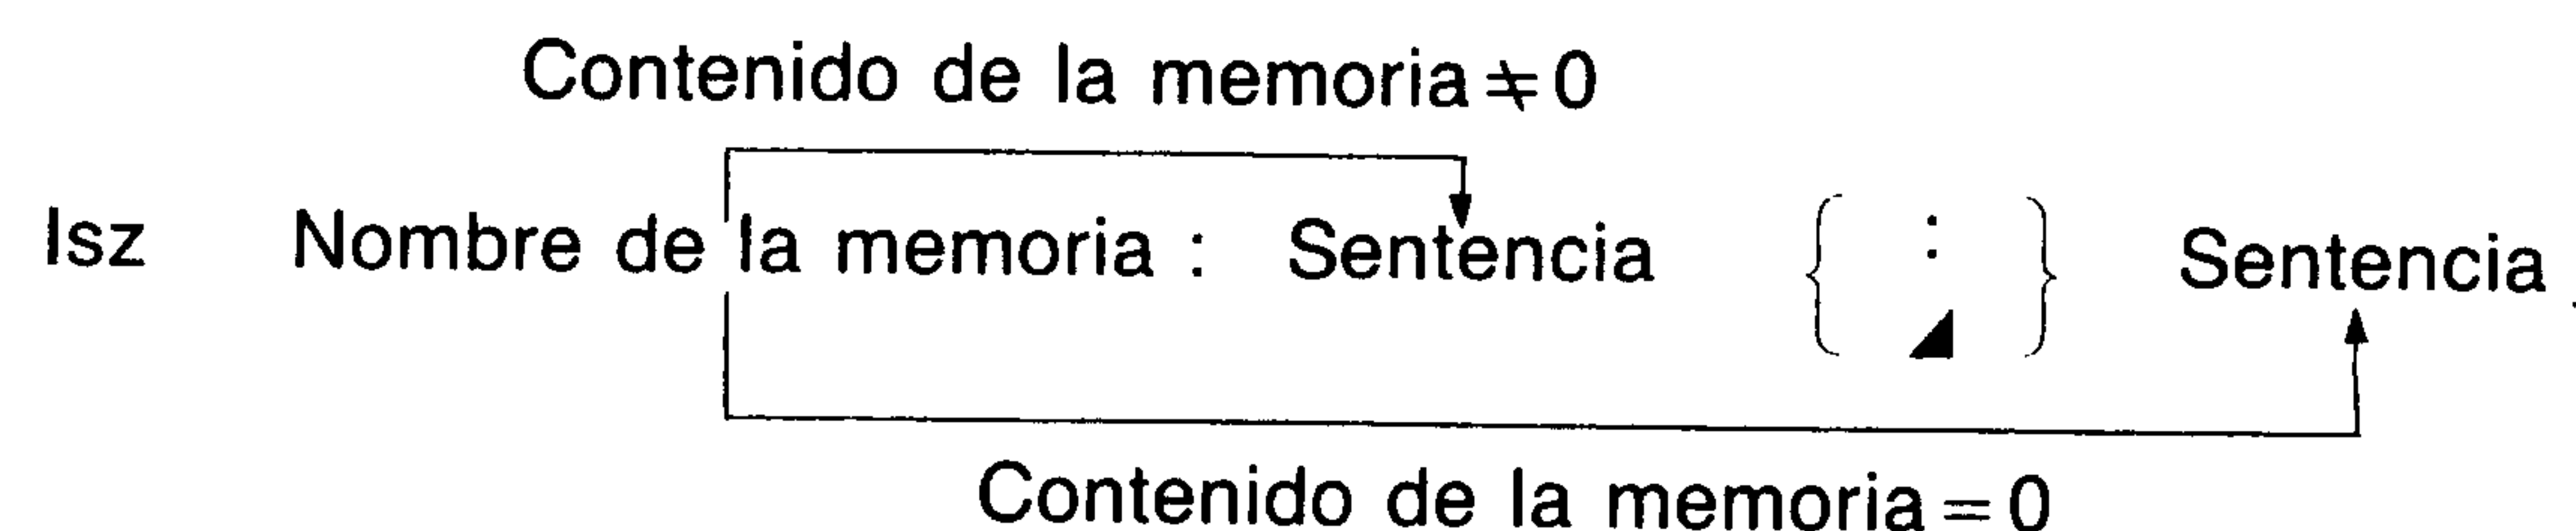 Contenido de la memoria ≠ 0
Isz Nombre de la memoria : Sentencia { : ◢ } Sentencia
Contenido de la memoria = 0